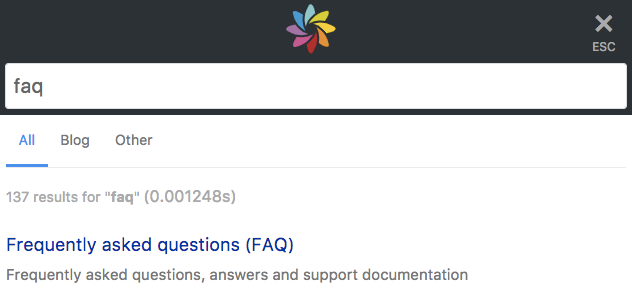 ESC
faq
All Blog Other
137 results for "faq" (0.001248s)
Frequently asked questions (FAQ)
Frequently asked questions, answers and support documentation